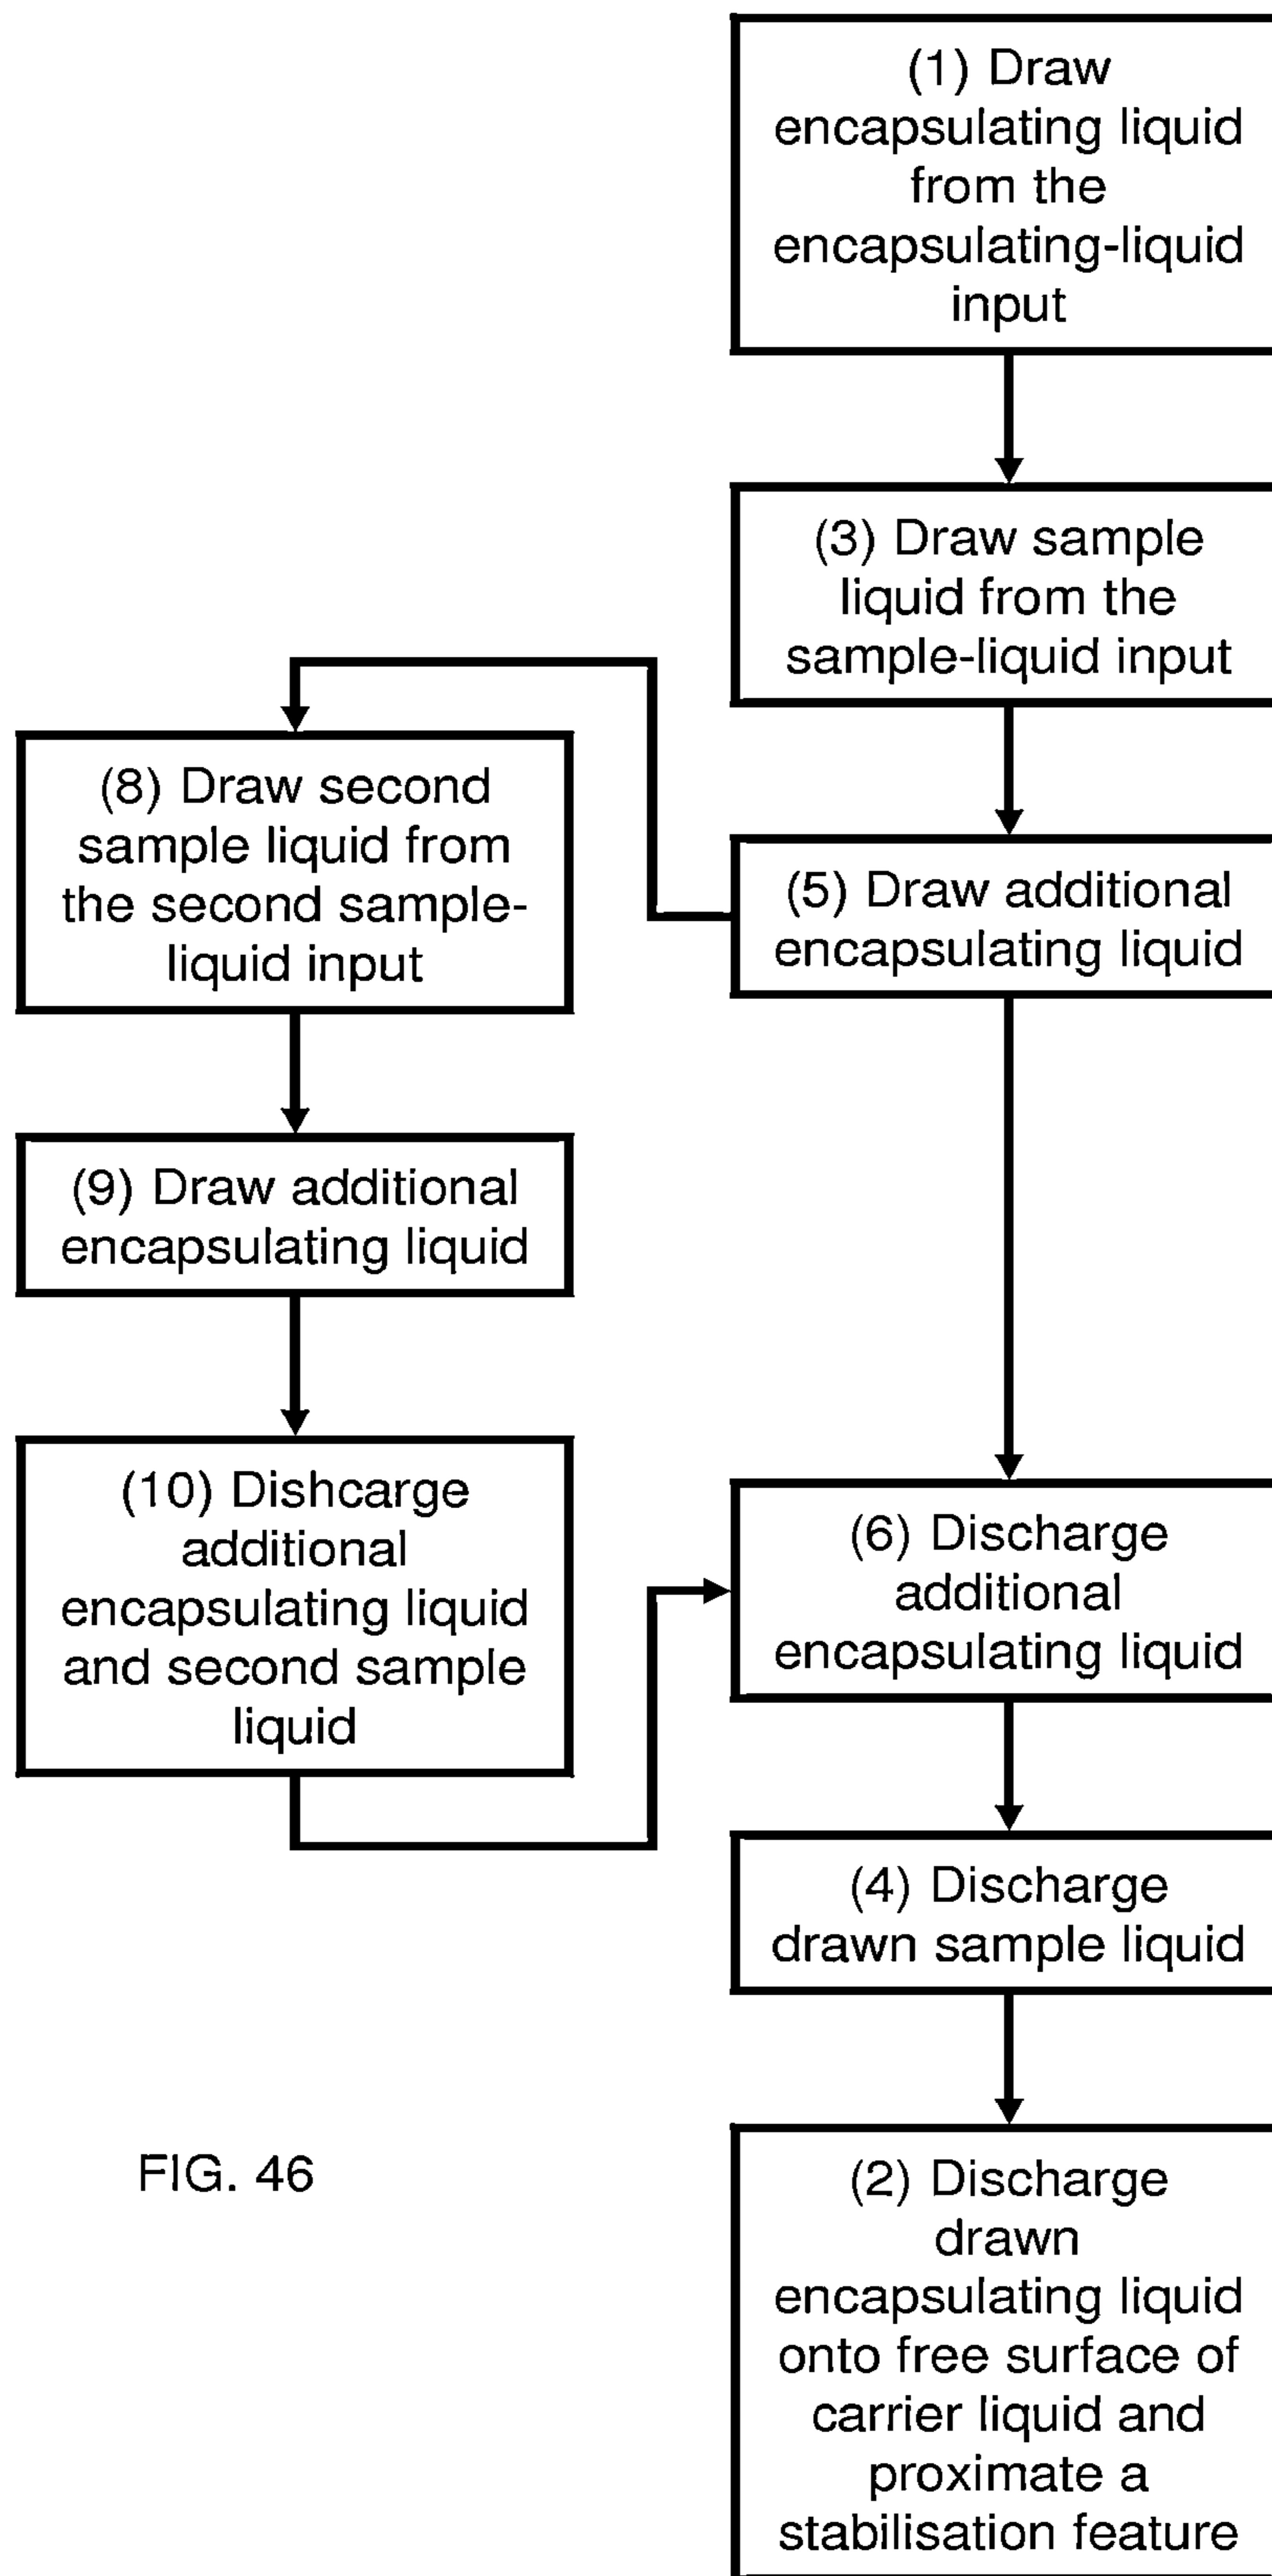 (1) Draw
encapsulating liquid
from the
encapsulating-liquid
input
(3) Draw sample
liquid from the
sample-liquid input
(8) Draw second
sample liquid from
the second sample-
liquid input
(5) Draw additional
encapsulating liquid
(9) Draw additional
encapsulating liquid
(10) Dishcarge
additional
encapsulating liquid
and second sample
liquid
(6) Discharge
additional
encapsulating liquid
(4) Discharge
drawn sample liquid
(2) Discharge
drawn
encapsulating liquid
onto free surface of
carrier liquid and
proximate a
stabilisation feature
FIG. 46